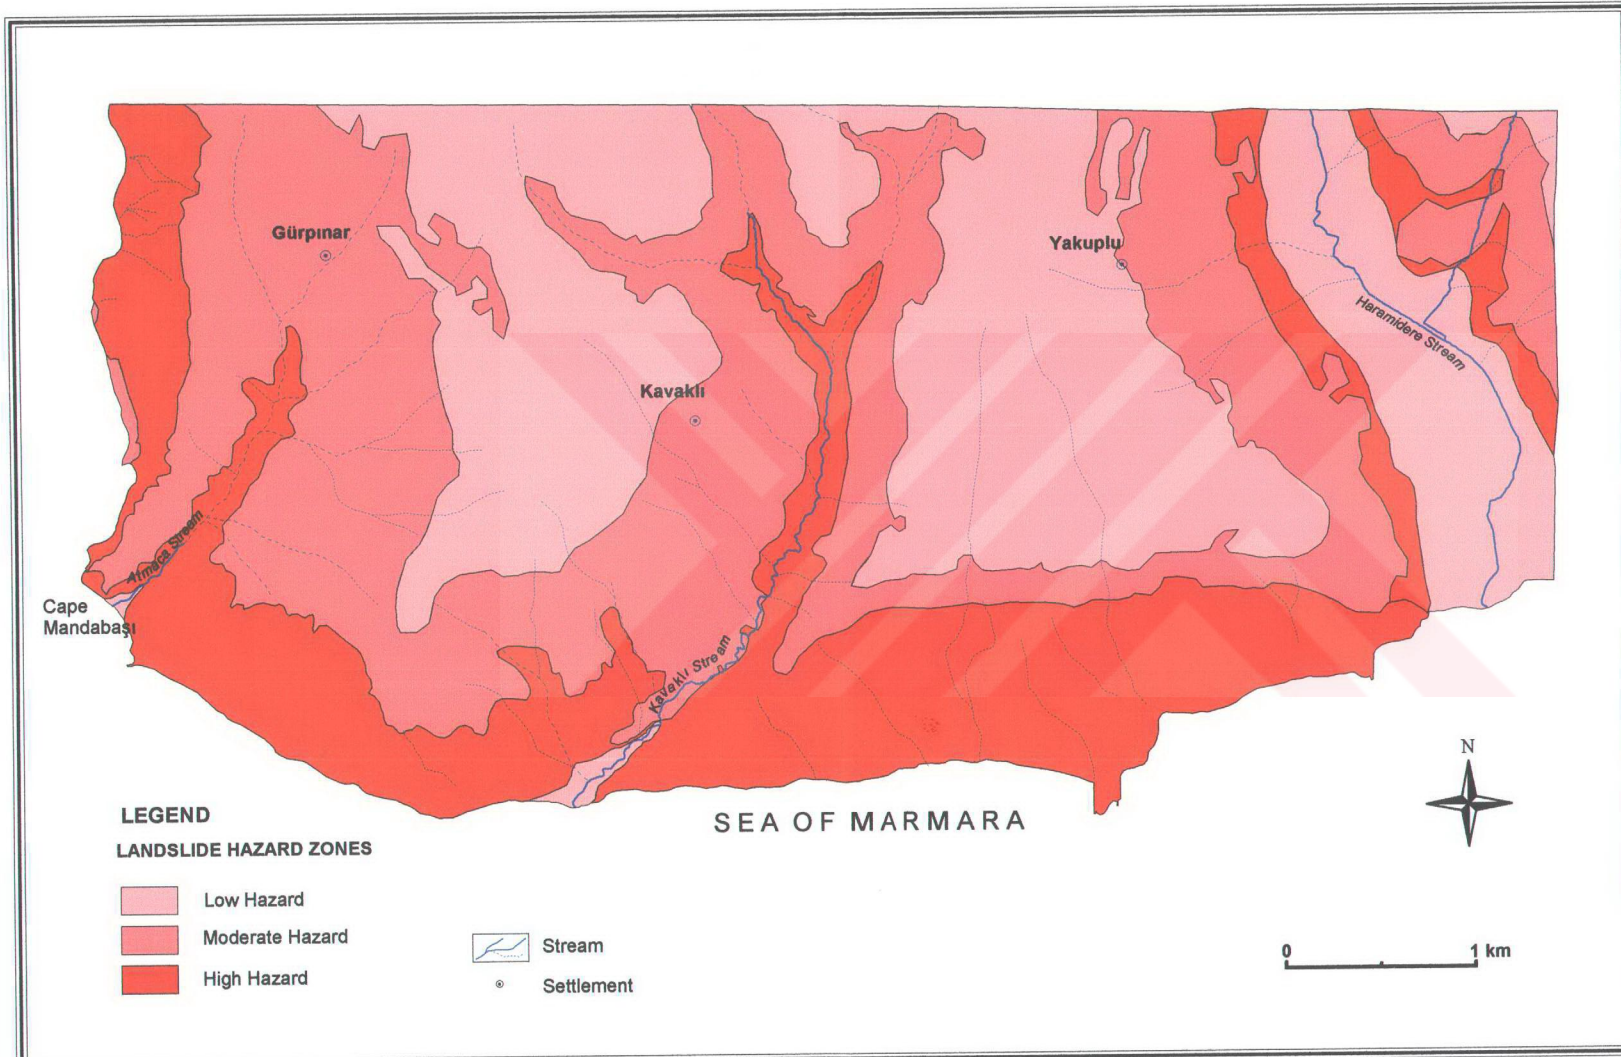 Gürpınar
Yakuplu
Haramidere Stream
Kavaklı
Atmaca Stream
Cape
Mandabaşı
Kavaklı Stream
N
SEA OF MARMARA
LEGEND
LANDSLIDE HAZARD ZONES
Low Hazard
Moderate Hazard
High Hazard
Stream
Settlement
0 1 km